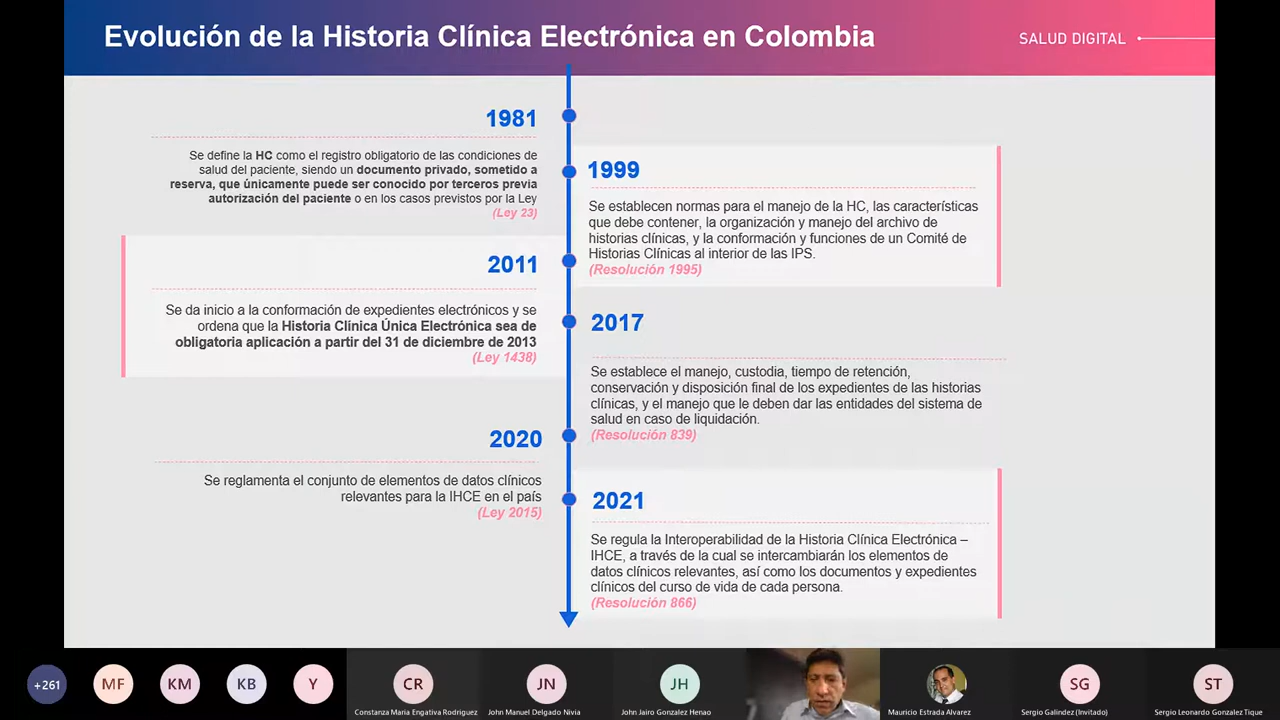 Evolución de la Historia Clínica Electrónica en Colombia
SALUD DIGITAL
1981
Se define la HC como el registro obligatorio de las condiciones de
salud del paciente, siendo un documento privado, sometido a
reserva, que únicamente puede ser conocido por terceros previa
autorización del paciente o en los casos previstos por la Ley
(Ley 23)
1999
Se establecen normas para el manejo de la HC, las características
que debe contener, la organización y manejo del archivo de
historias clínicas, y la conformación y funciones de un Comité de
Historias Clínicas al interior de las IPS.
(Resolución 1995)
2011
Se da inicio a la conformación de expedientes electrónicos y se
ordena que la Historia Clínica Única Electrónica sea de
obligatoria aplicación a partir del 31 de diciembre de 2013
(Ley 1438)
2017
Se establece el manejo, custodia, tiempo de retención,
conservación y disposición final de los expedientes de las historias
clínicas, y el manejo que le deben dar las entidades del sistema de
salud en caso de liquidación.
(Resolución 839)
2020
Se reglamenta el conjunto de elementos de datos clínicos
relevantes para la IHCE en el país
(Ley 2015)
2021
Se regula la Interoperabilidad de la Historia Clínica Electrónica –
IHCE, a través de la cual se intercambiarán los elementos de
datos clínicos relevantes, así como los documentos y expedientes
clínicos del curso de vida de cada persona.
(Resolución 866)
+261
MF
KM
KB
Y
CR
JN
JH
SG
ST
Constanza Maria Engativa Rodriguez
John Manuel Delgado Nivia
John Jairo Gonzalez Henao
Mauricio Estrada Alvarez
Sergio Galindez (Invitado)
Sergio Leonardo Gonzalez Tique